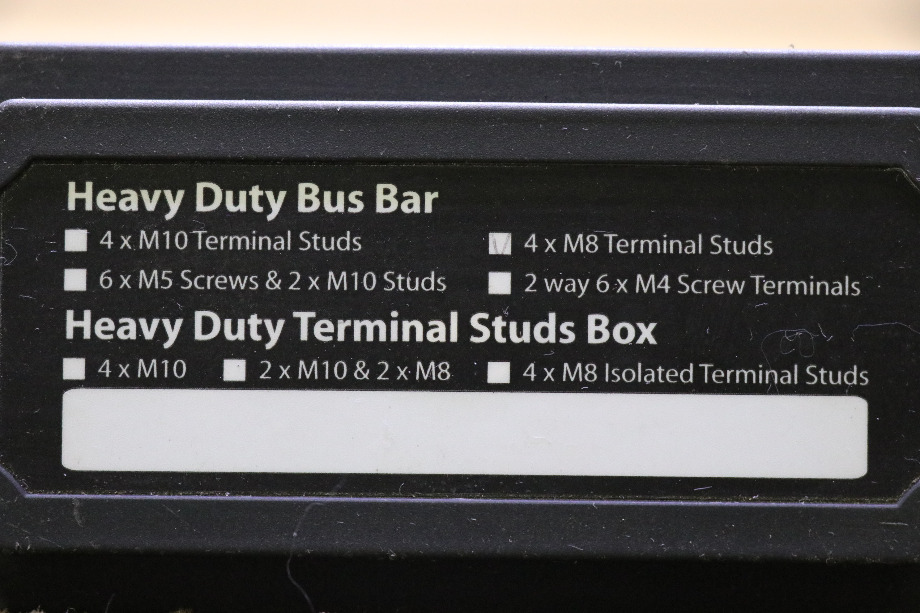 Heavy Duty Bus Bar
4 x M10 Terminal Studs 4 x M8 Terminal Studs
6 x M5 Screws & 2 x M10 Studs 2 way 6 x M4 Screw Terminals
Heavy Duty Terminal Studs Box
4 x M10 2 x M10 & 2 x M8 4 x M8 Isolated Terminal Studs